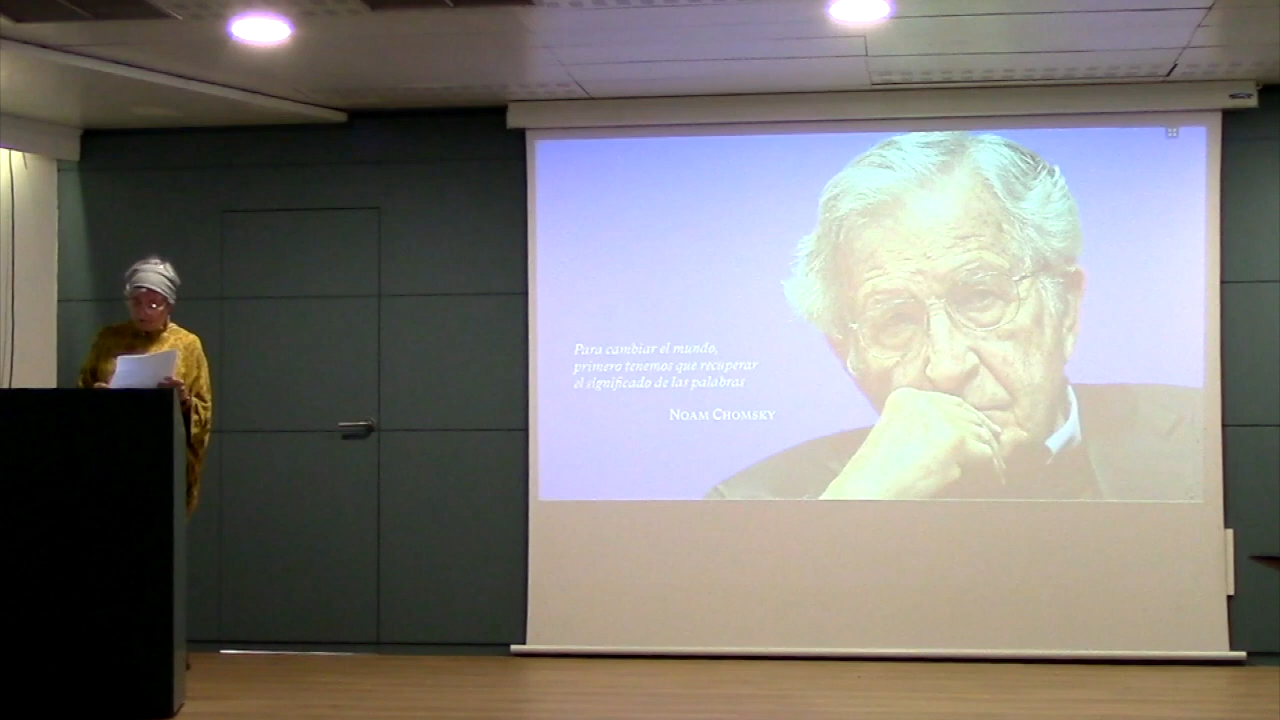 Para cambiar el mundo,
primero tenemos que recuperar
el significado de las palabras
NOAM CHOMSKY